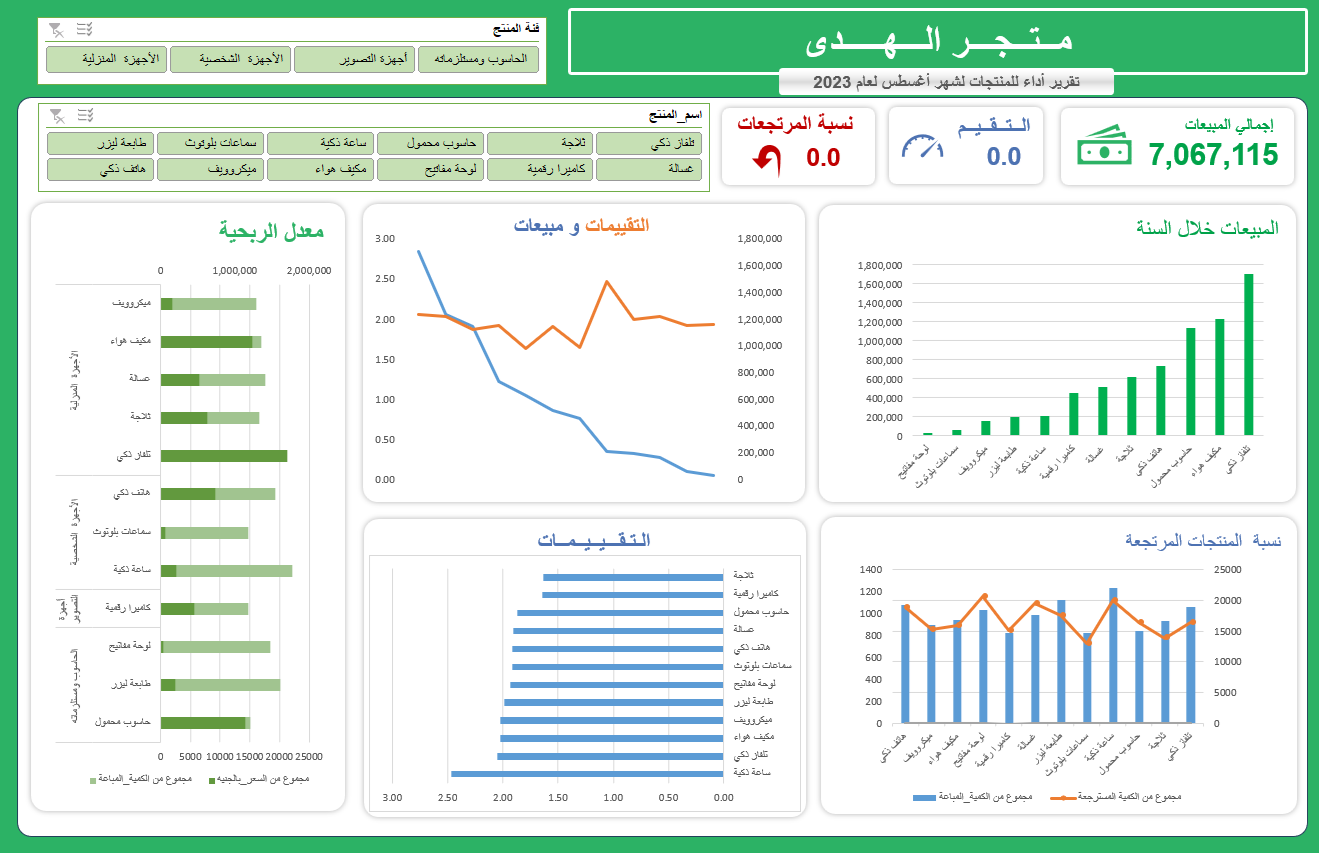 مـــتـــجـــر الـــهـــدى
تقرير أداء للمنتجات لشهر أغسطس لعام 2023
فئة المنتج
الحاسوب ومستلزماته
أجهزة التصوير
الأجهزة الشخصية
الأجهزة المنزلية
اسم_المنتج
تلفاز ذكي
ثلاجة
حاسوب محمول
ساعة ذكية
سماعات بلوتوث
طابعة ليزر
غسالة
كاميرا رقمية
لوحة مفاتيح
مكيف هواء
ميكروويف
هاتف ذكي
إجمالي المبيعات
7,067,115
الـتـقـيـيـم
0.0
نسبة المرتجعات
0.0
المبيعات خلال السنة
1,800,000
1,600,000
1,400,000
1,200,000
1,000,000
800,000
600,000
400,000
200,000
0
لوحة مفاتيح
سماعات بلوتوث
ميكروويف
طابعة ليزر
ساعة ذكية
كاميرا رقمية
غسالة
ثلاجة
هاتف ذكي
حاسوب محمول
مكيف هواء
تلفاز ذكي
التقييمات و مبيعات
3.00
2.50
2.00
1.50
1.00
0.50
0.00
1,800,000
1,600,000
1,400,000
1,200,000
1,000,000
800,000
600,000
400,000
200,000
0
معدل الربحية
0 1,000,000 2,000,000
الأجهزة المنزلية
ميكروويف
مكيف هواء
غسالة
ثلاجة
تلفاز ذكي
الأجهزة الشخصية
هاتف ذكي
سماعات بلوتوث
ساعة ذكية
أجهزة التصوير
كاميرا رقمية
الحاسوب ومستلزماته
لوحة مفاتيح
طابعة ليزر
حاسوب محمول
0 5000 10000 15000 20000 25000
مجموع من الكمية_المباعة
مجموع من السعر_بالجنيه
الـتـقـيـيـمـات
ثلاجة
كاميرا رقمية
حاسوب محمول
غسالة
هاتف ذكي
سماعات بلوتوث
لوحة مفاتيح
طابعة ليزر
ميكروويف
مكيف هواء
تلفاز ذكي
ساعة ذكية
3.00 2.50 2.00 1.50 1.00 0.50 0.00
نسبة المنتجات المرتجعة
1400
1200
1000
800
600
400
200
0
25000
20000
15000
10000
5000
0
هاتف ذكي
ميكروويف
مكيف هواء
لوحة مفاتيح
كاميرا رقمية
غسالة
طابعة ليزر
سماعات بلوتوث
ساعة ذكية
حاسوب محمول
ثلاجة
تلفاز ذكي
مجموع من الكمية_المباعة
مجموع من الكمية المسترجعة